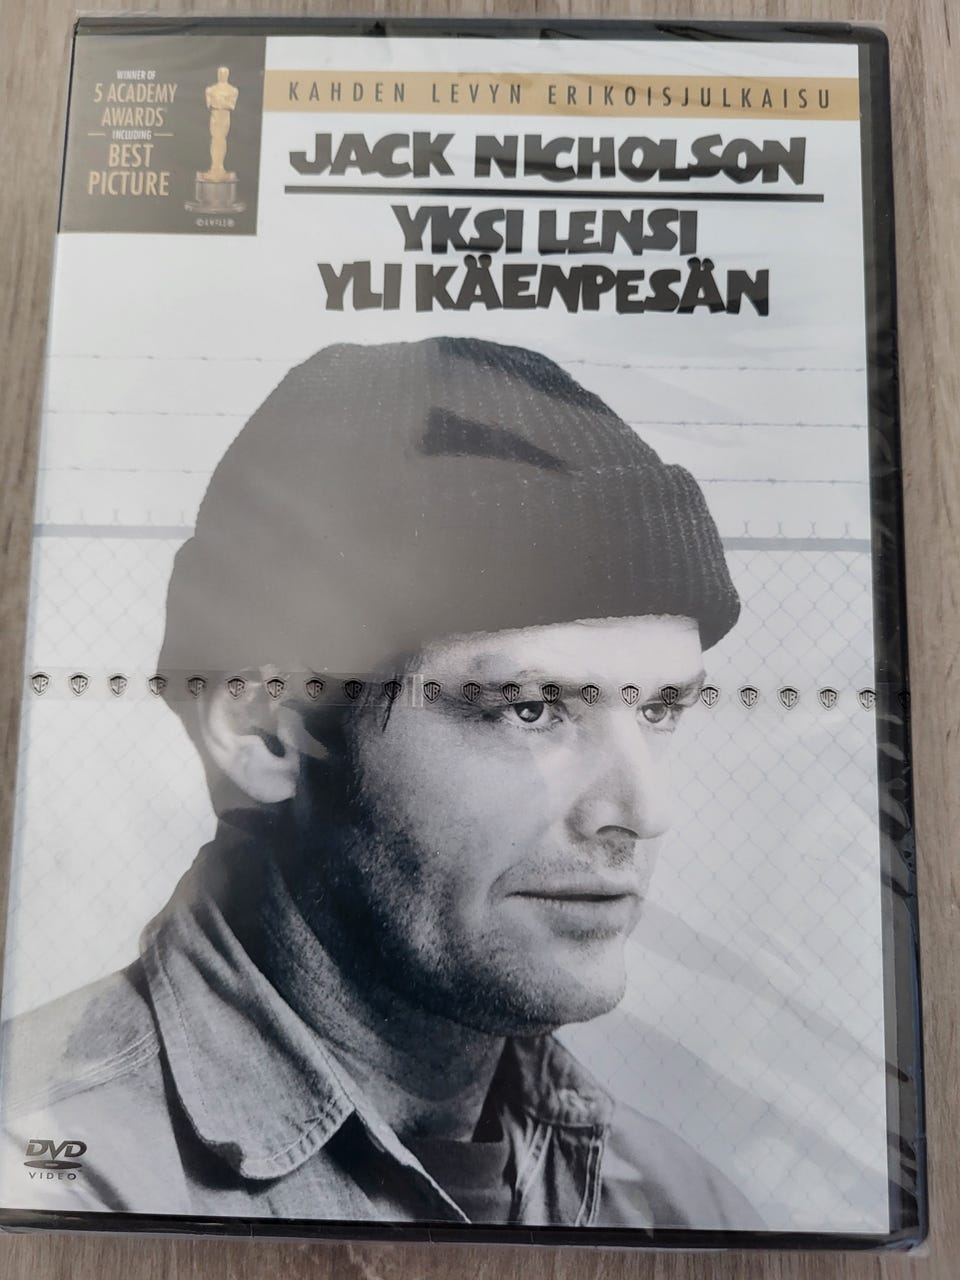 WINNER OF
5 ACADEMY
AWARDS
INCLUDING
BEST
PICTURE
KAHDEN LEVYN ERIKOISJULKAISU
JACK NICHOLSON
YKSI LENSI
YLI KÄENPESÄN
DVD
VIDEO